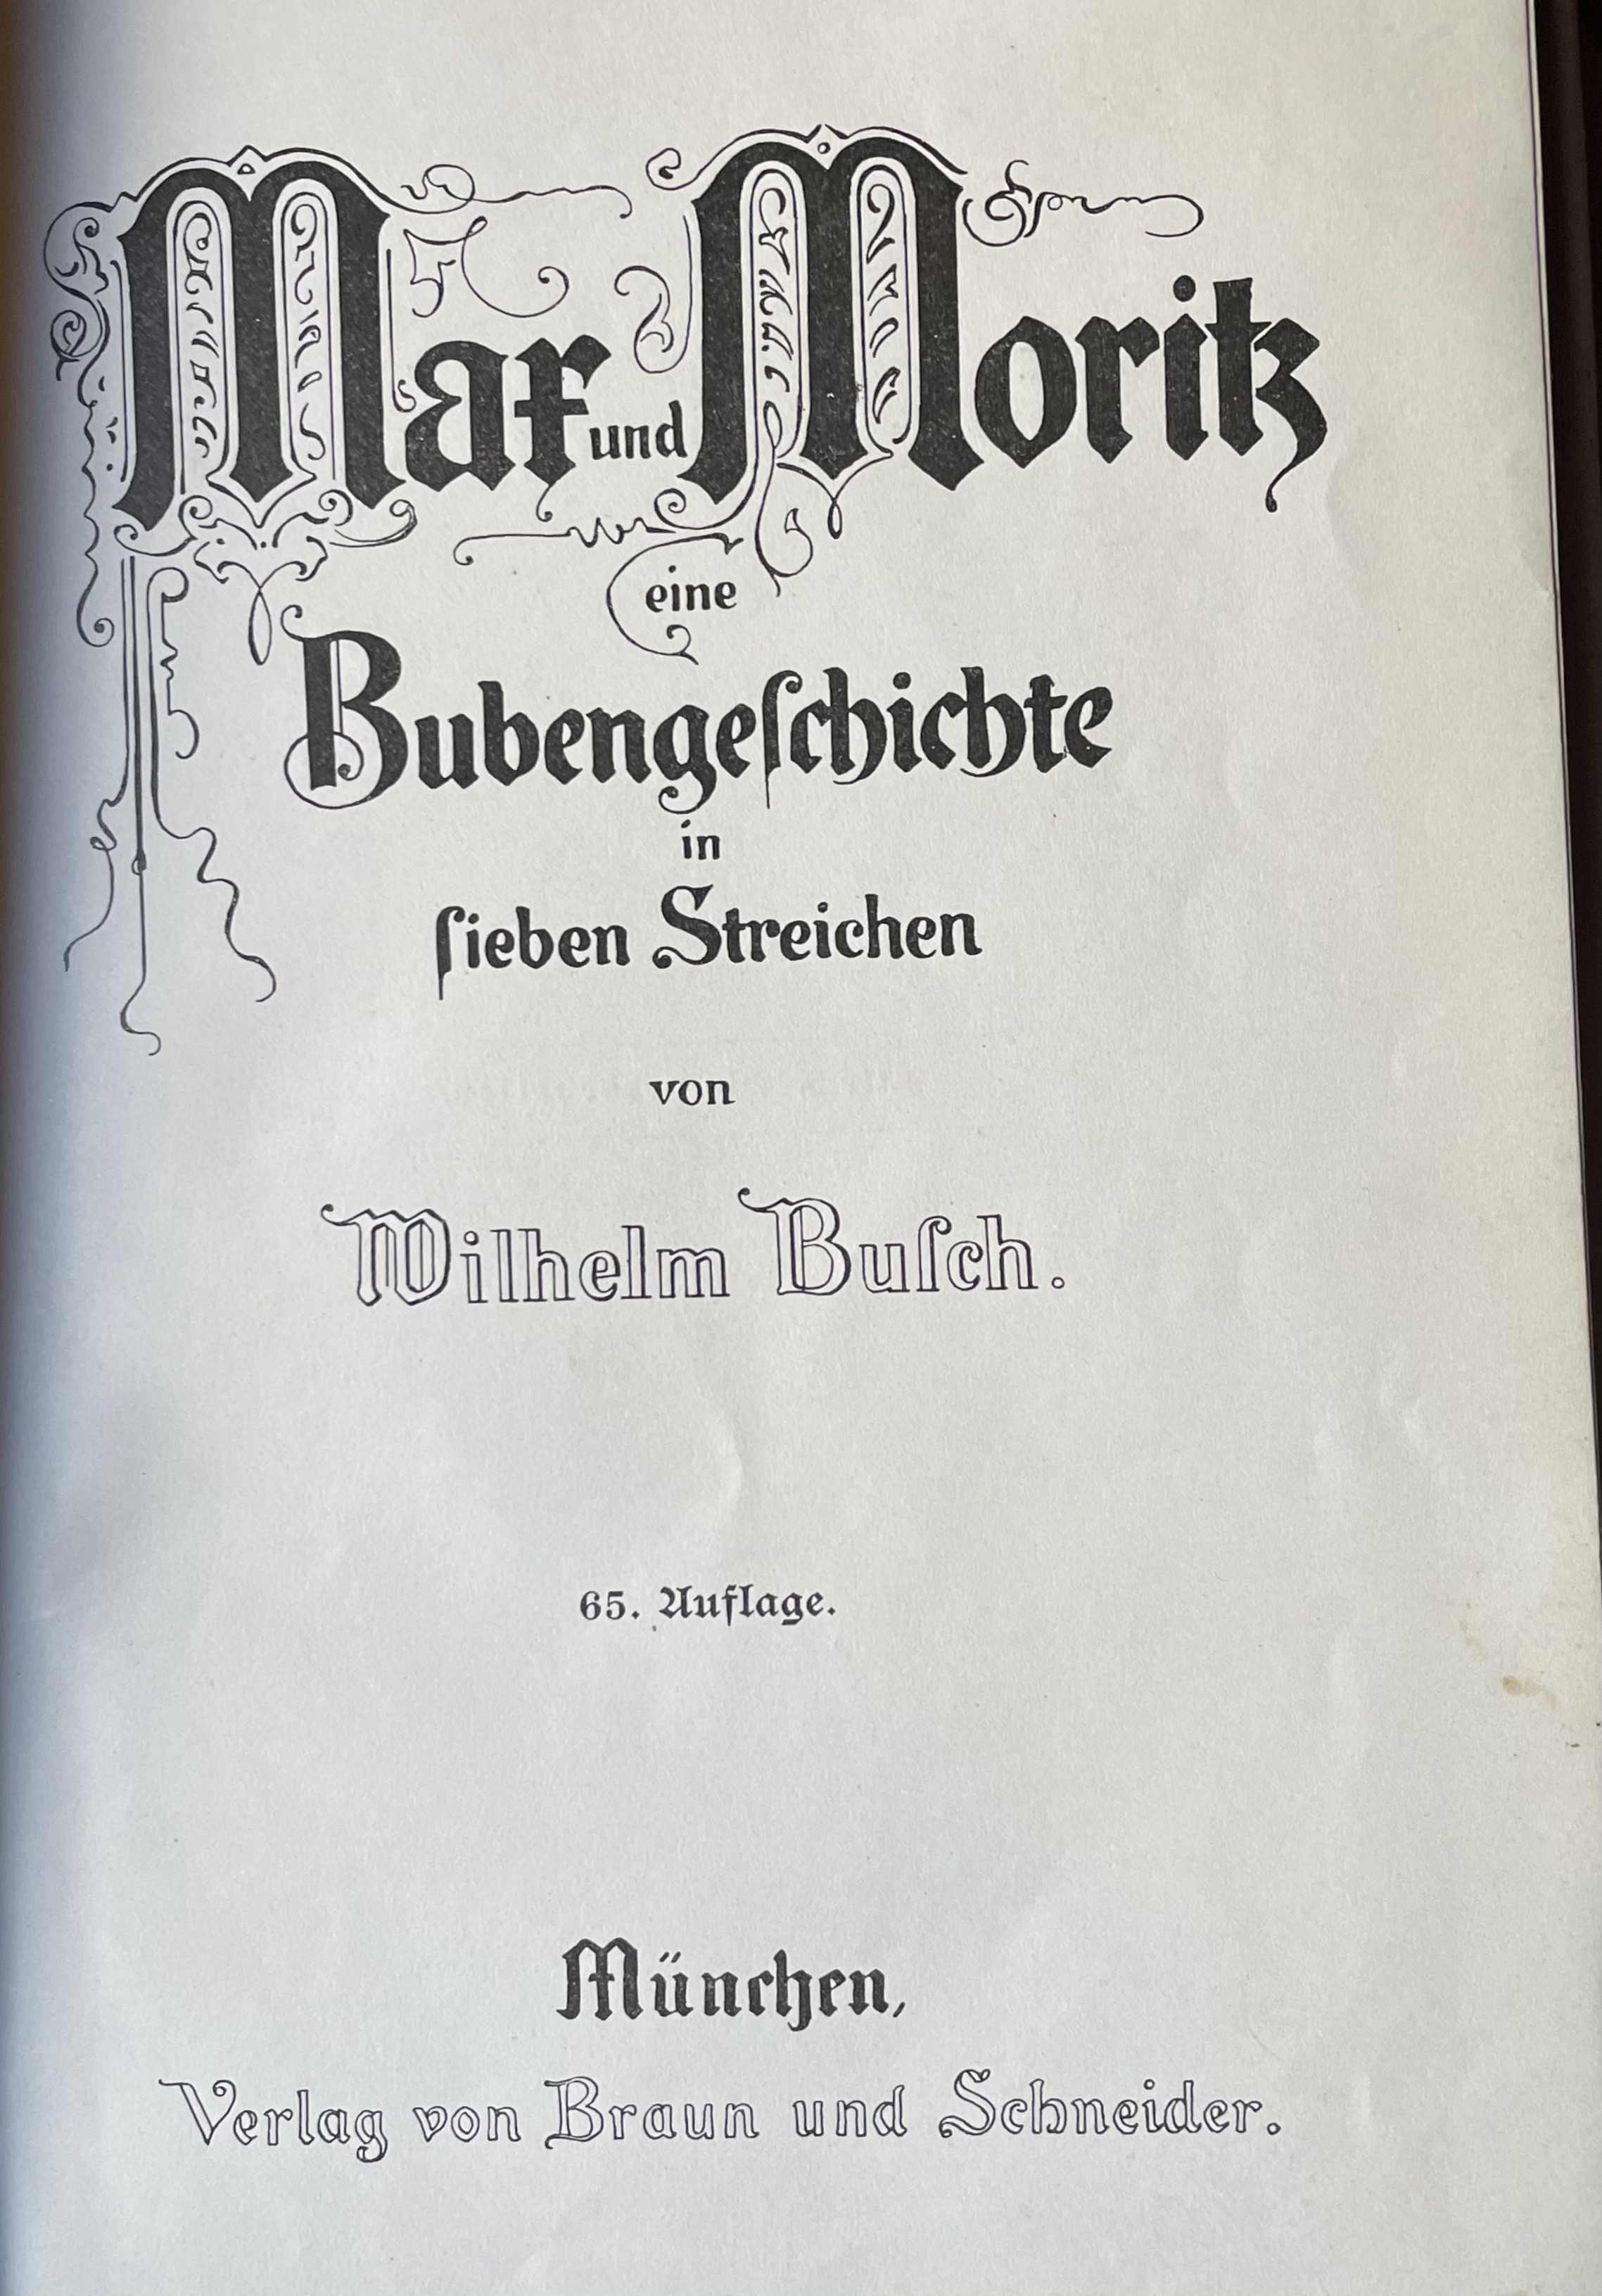 Max und Moritz
eine
Bubengeſchichte
in
ſieben Streichen
von
Wilhelm Buſch.
65. Auflage.
München,
Verlag von Braun und Schneider.